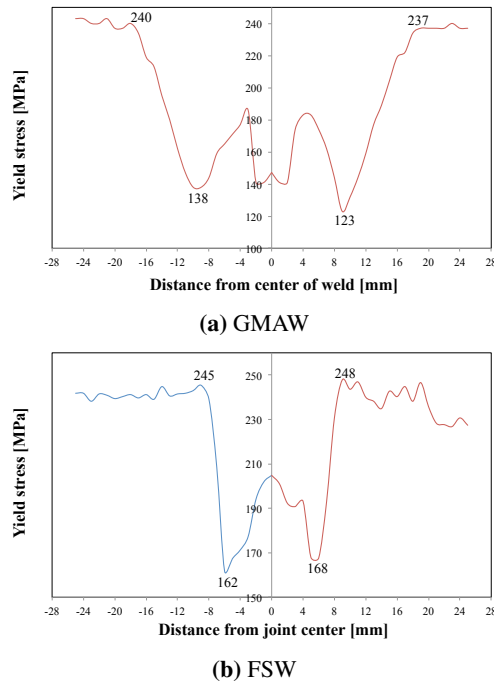 240
237
240
220
200
180
160
140
120
100
138
123
Yield stress [MPa]
-28 -24 -20 -16 -12 -8 -4 0 4 8 12 16 20 24 28
Distance from center of weld [mm]
(a) GMAW
250
230
210
190
170
150
245
248
162
168
Yield stress [MPa]
-28 -24 -20 -16 -12 -8 -4 0 4 8 12 16 20 24 28
Distance from joint center [mm]
(b) FSW